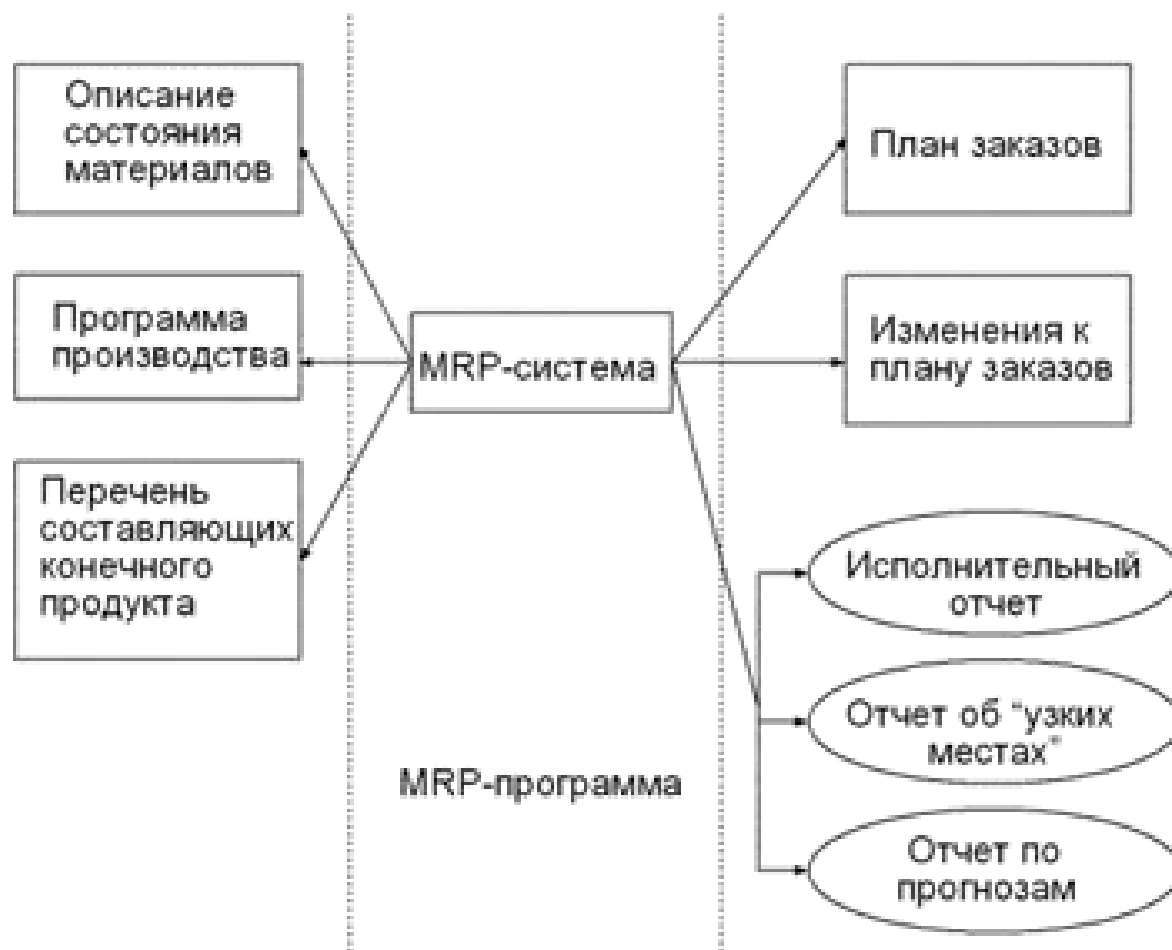 Описание
состояния
материалов
Программа
производства
Перечень
составляющих
конечного
продукта
MRP-система
MRP-программа
План заказов
Изменения к
плану заказов
Исполнительный
отчет
Отчет об “узких
местах”
Отчет по
прогнозам